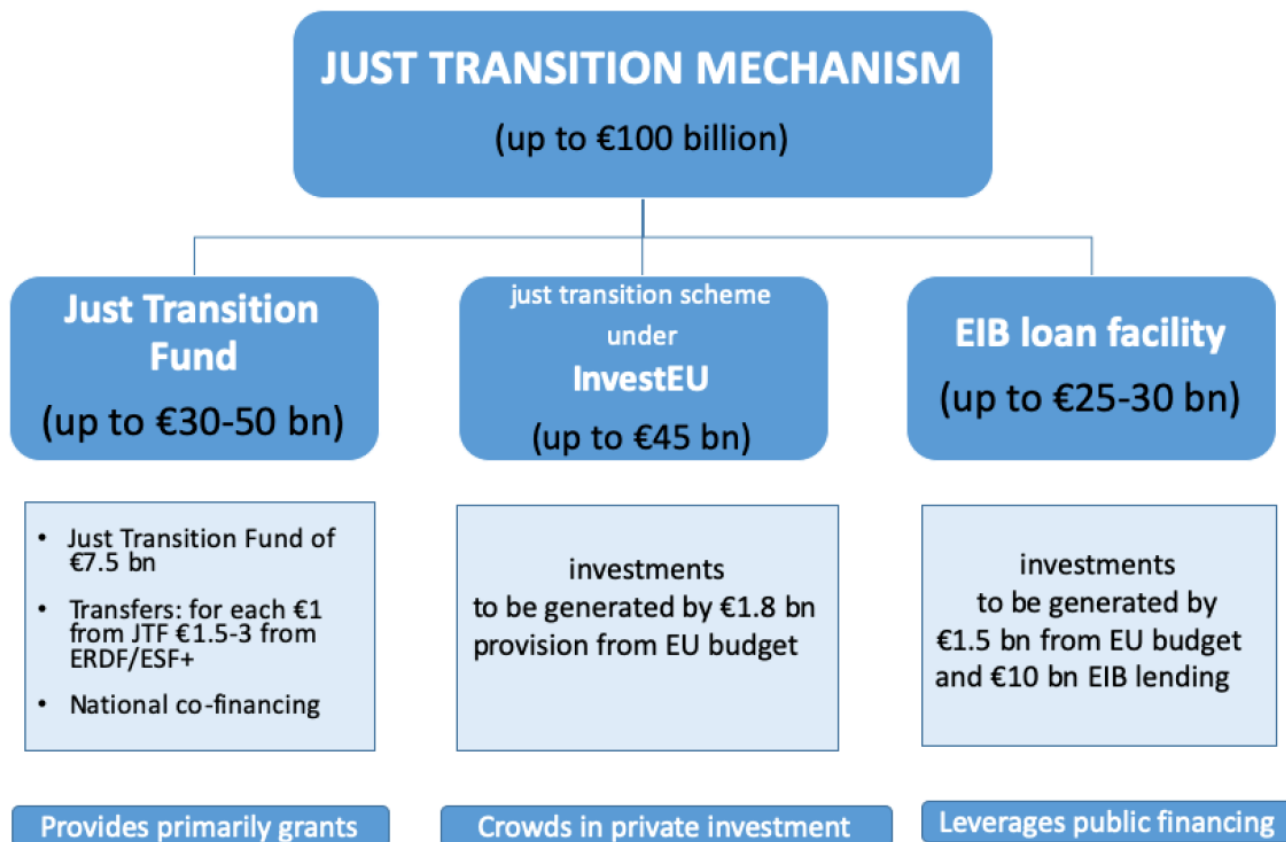 JUST TRANSITION MECHANISM
(up to €100 billion)
Just Transition
Fund
(up to €30-50 bn)
just transition scheme
under
InvestEU
(up to €45 bn)
EIB loan facility
(up to €25-30 bn)
• Just Transition Fund of
€7.5 bn
• Transfers: for each €1
from JTF €1.5-3 from
ERDF/ESF+
• National co-financing
investments
to be generated by €1.8 bn
provision from EU budget
investments
to be generated by
€1.5 bn from EU budget
and €10 bn EIB lending
Provides primarily grants
Crowds in private investment
Leverages public financing